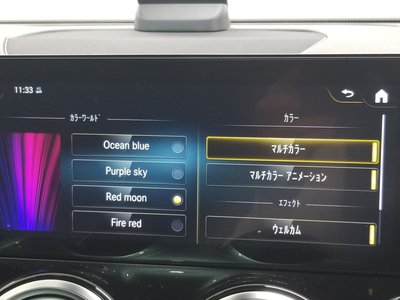 11:33
ｶﾗｰﾜｰﾙﾄﾞ
Ocean blue
Purple sky
Red moon
Fire red
ｶﾗｰ
ﾏﾙﾁｶﾗｰ
ﾏﾙﾁｶﾗｰ ｱﾆﾒｰｼｮﾝ
ｴﾌｪｸﾄ
ｳｪﾙｶﾑ